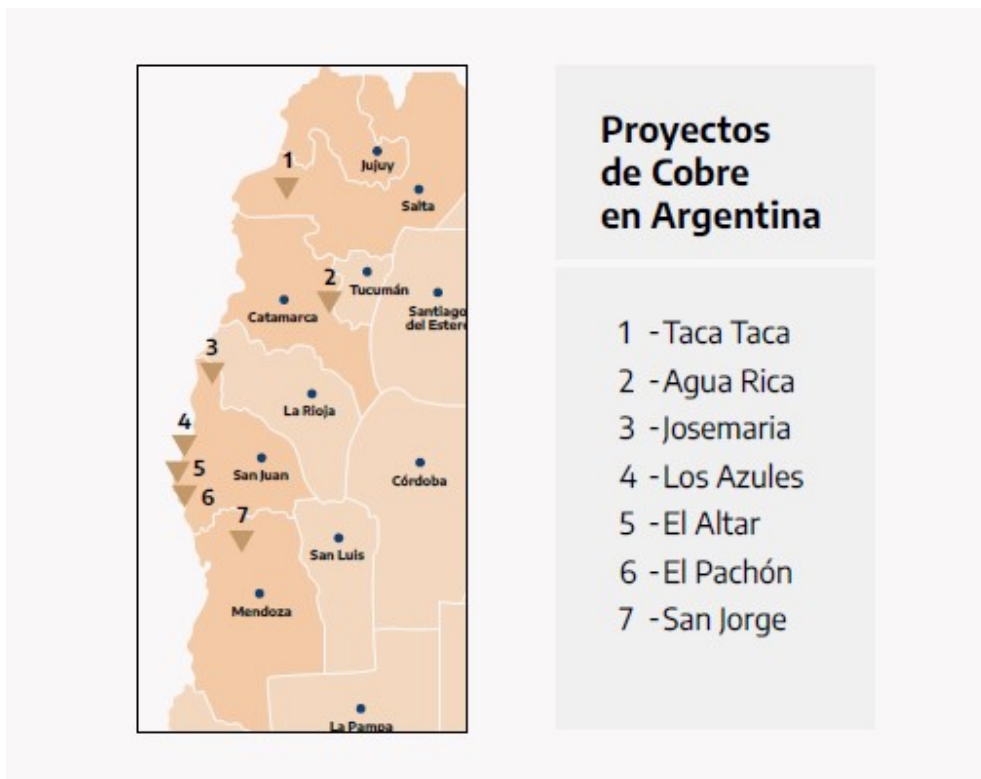 1
Jujuy
Salta
2
Tucumán
Catamarca
Santiago
del Ester
3
La Rioja
4
5
San Juan
Córdoba
6
7
San Luis
Mendoza
La Pampa
Proyectos
de Cobre
en Argentina
1 - Taca Taca
2 - Agua Rica
3 - Josemaria
4 - Los Azules
5 - El Altar
6 - El Pachón
7 - San Jorge